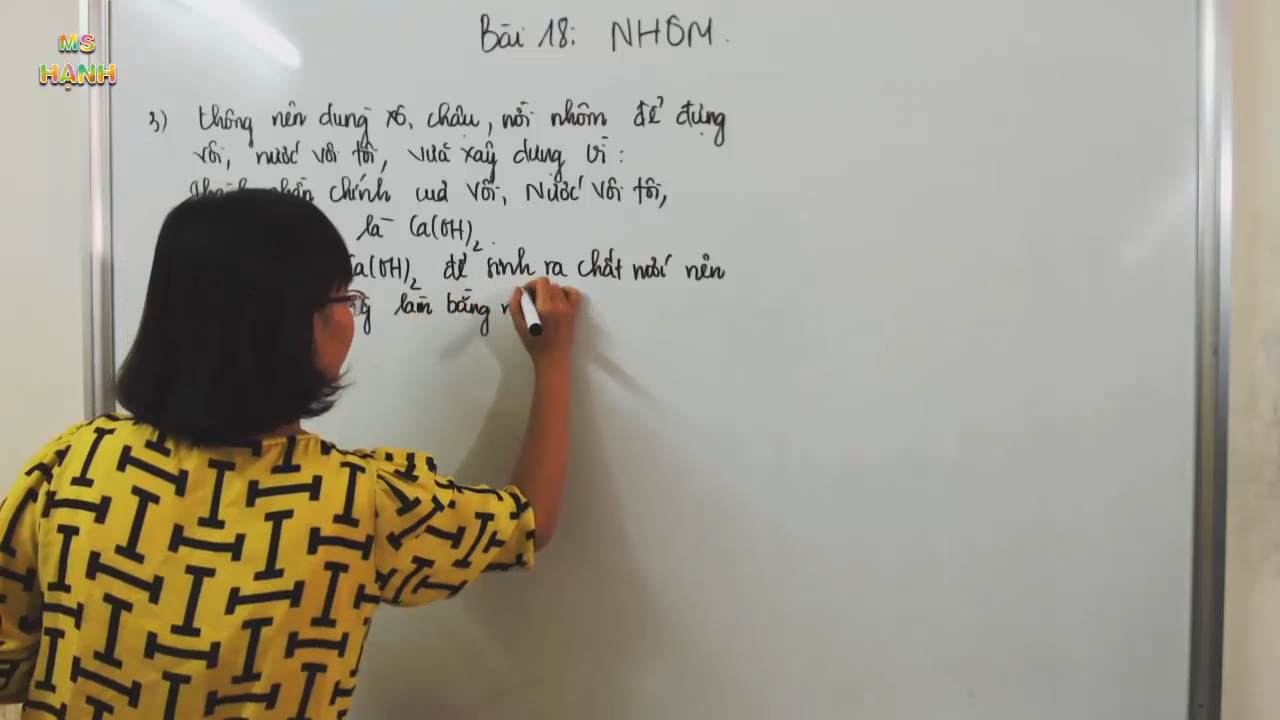 MS
HẠNH
Bài 18: NHÔM.
3) không nên dùng xô, chậu, nồi nhôm để đựng
vôi, nước vôi tôi, vữa xây dựng vì:
chính của vôi, nước vôi tôi,
là Ca(OH)2.
Ca(OH)2 để sinh ra chất mới nên
làm bằng